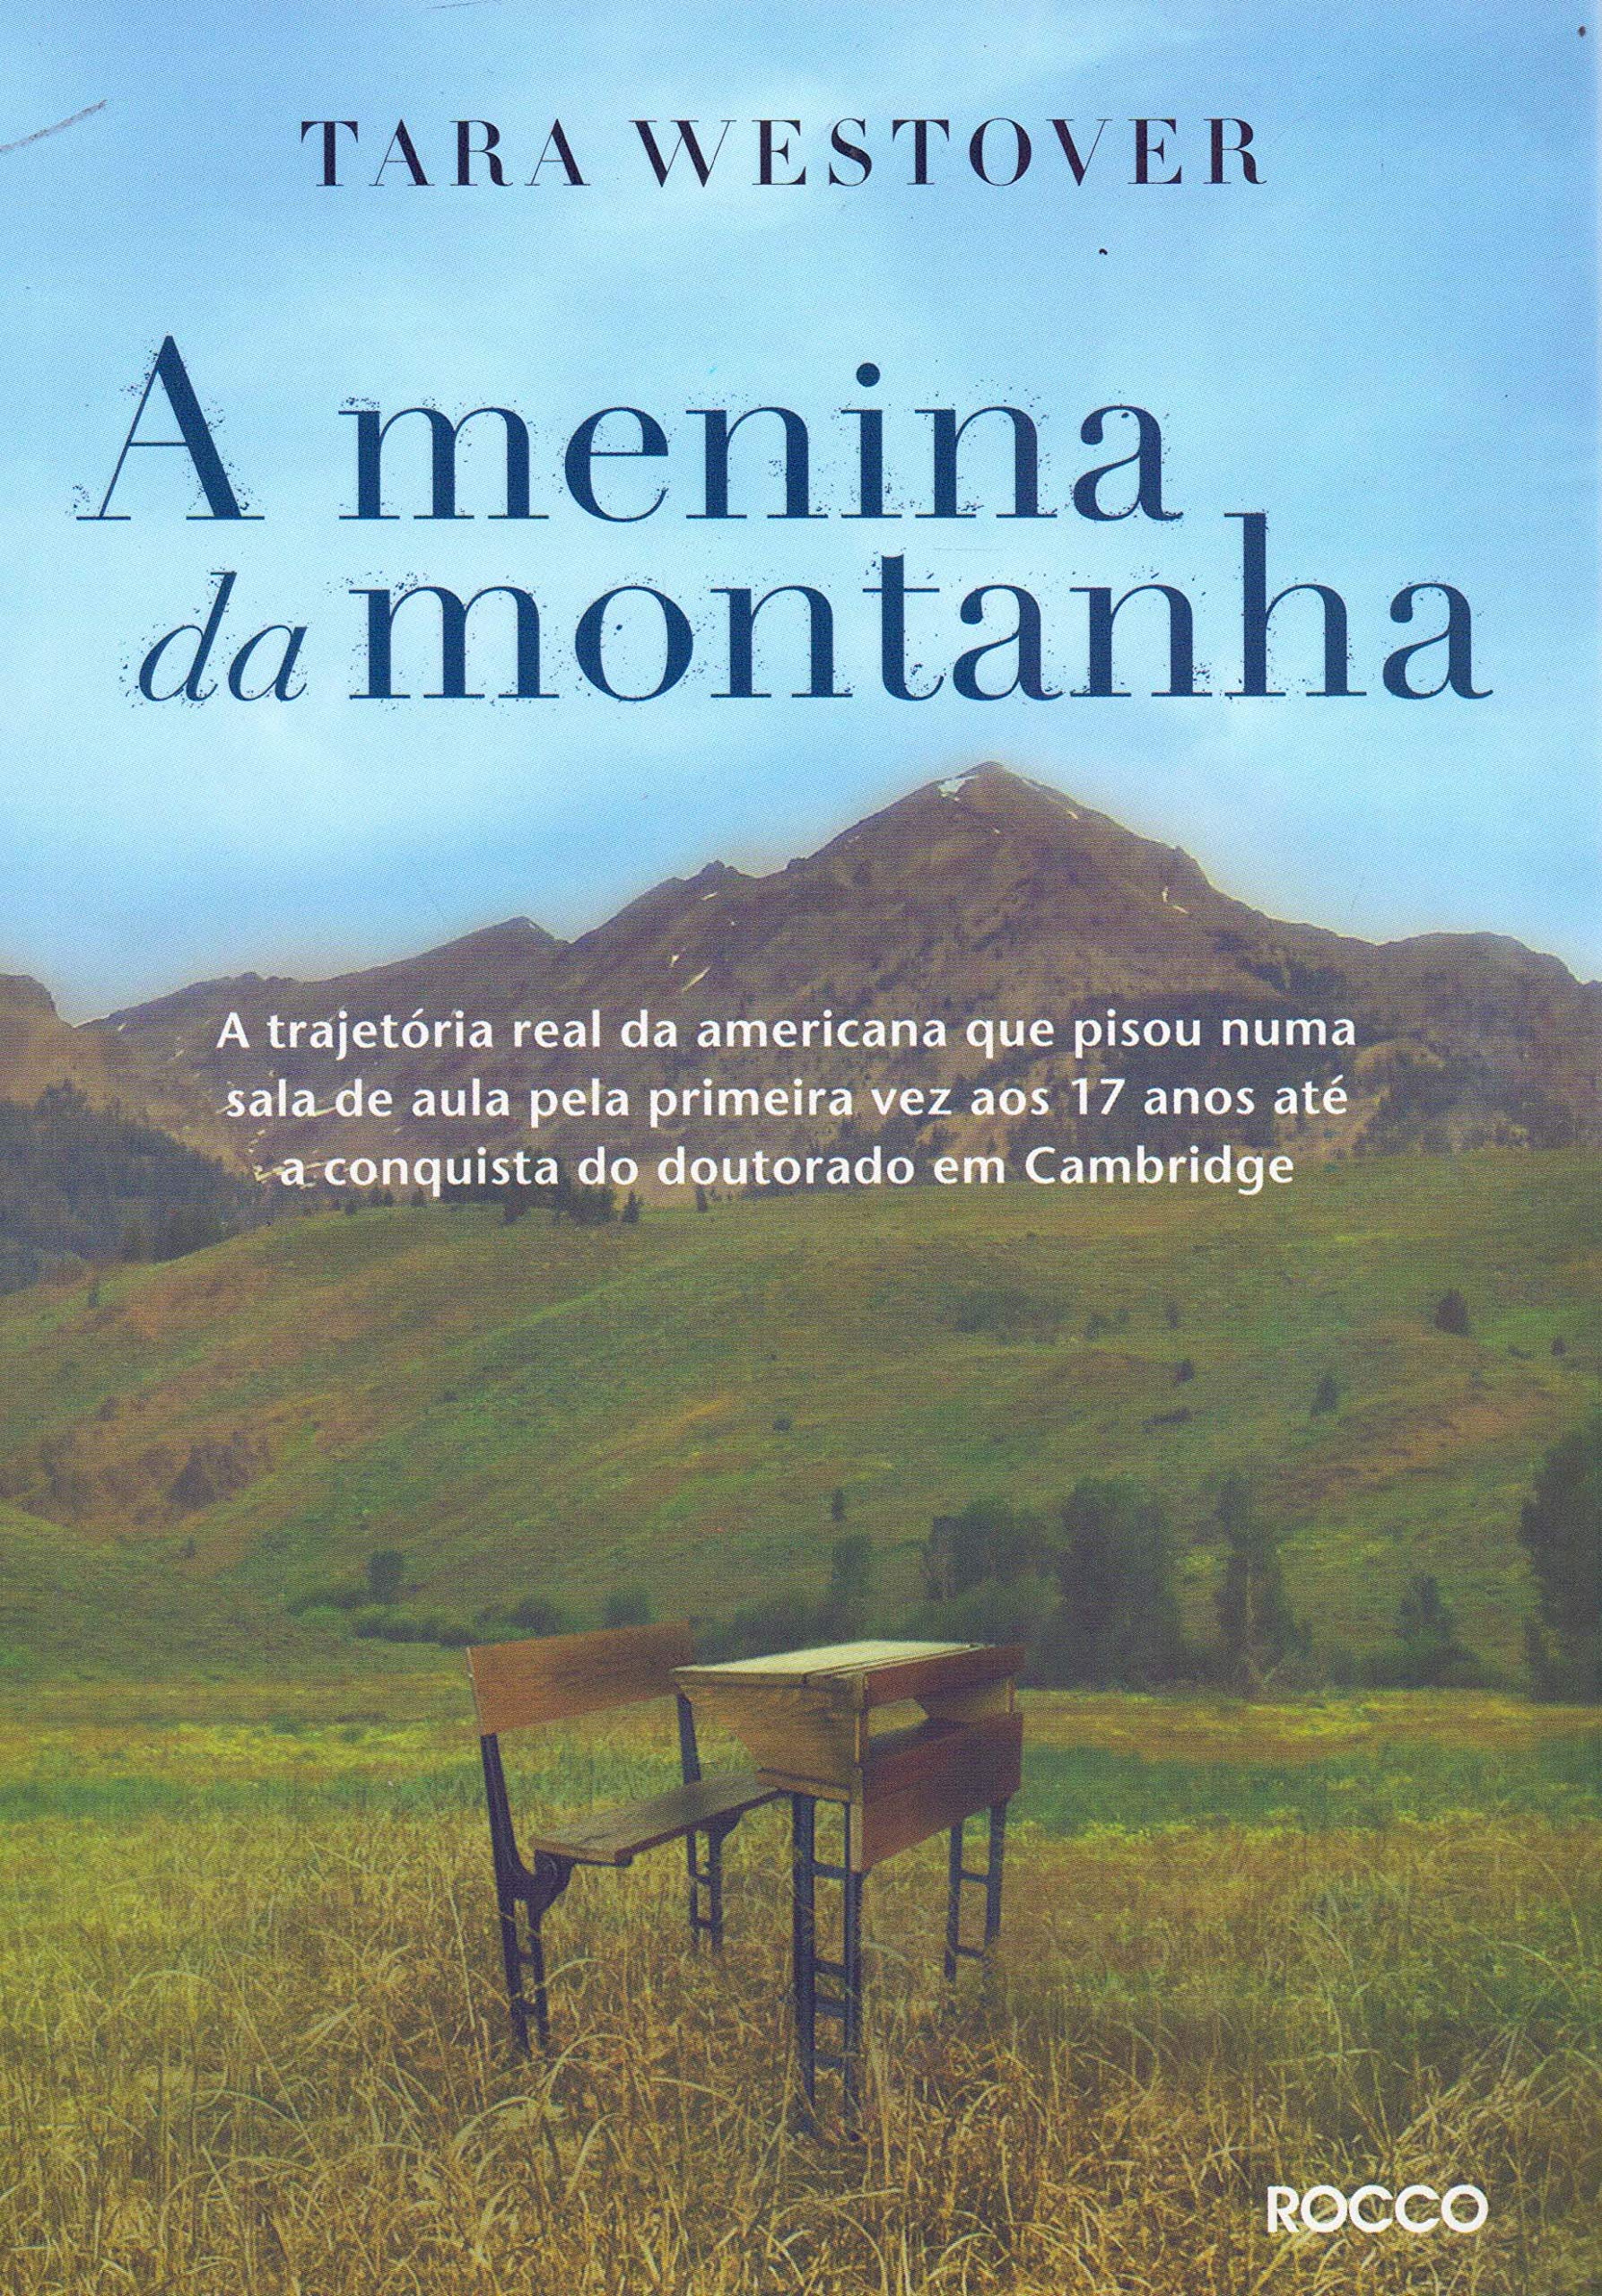 TARA WESTOVER
A menina
da montanha
A trajetória real da americana que pisou numa
sala de aula pela primeira vez aos 17 anos até
a conquista do doutorado em Cambridge
ROCCO